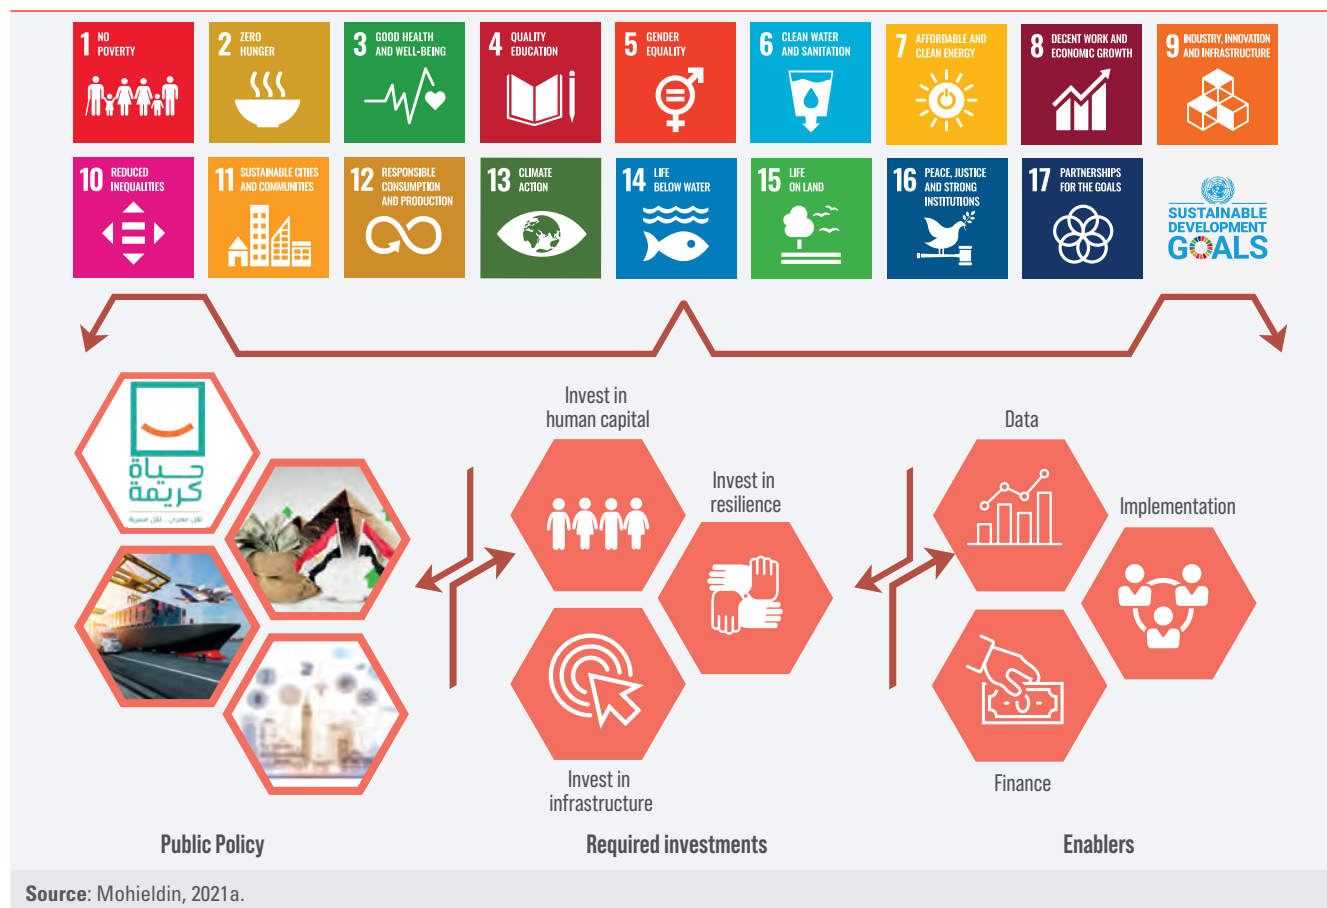 1 NO
POVERTY
2 ZERO
HUNGER
3 GOOD HEALTH
AND WELL-BEING
4 QUALITY
EDUCATION
5 GENDER
EQUALITY
6 CLEAN WATER
AND SANITATION
7 AFFORDABLE AND
CLEAN ENERGY
8 DECENT WORK AND
ECONOMIC GROWTH
9 INDUSTRY, INNOVATION
AND INFRASTRUCTURE
10 REDUCED
INEQUALITIES
11 SUSTAINABLE CITIES
AND COMMUNITIES
12 RESPONSIBLE
CONSUMPTION
AND PRODUCTION
13 CLIMATE
ACTION
14 LIFE
BELOW WATER
15 LIFE
ON LAND
16 PEACE, JUSTICE
AND STRONG
INSTITUTIONS
17 PARTNERSHIPS
FOR THE GOALS
SUSTAINABLE
DEVELOPMENT
GOALS
حياة
كريمة
Invest in
human capital
Invest in
resilience
Invest in
infrastructure
Data
Implementation
Finance
Public Policy
Required investments
Enablers
Source: Mohieldin, 2021a.